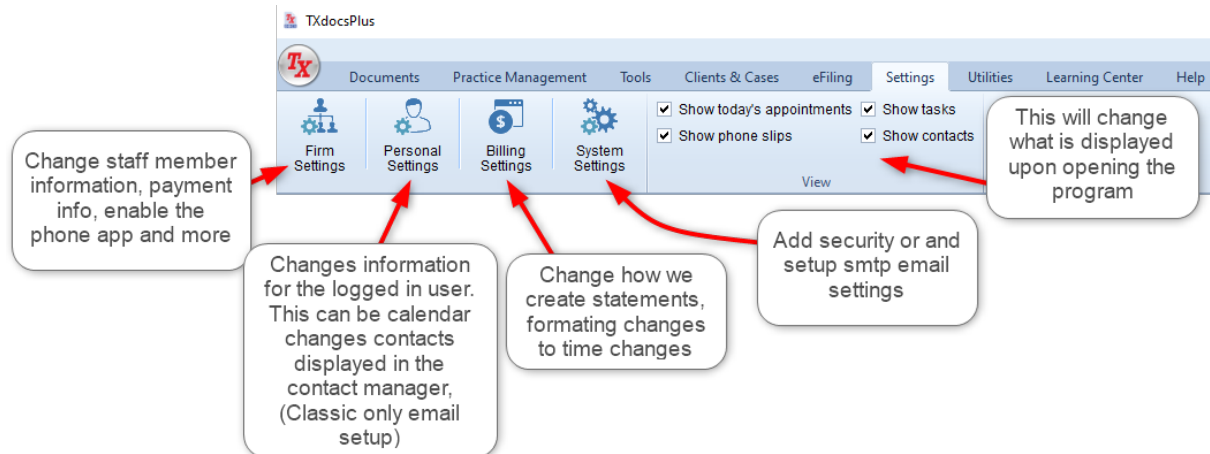 TXdocsPlus
TX
Documents Practice Management Tools Clients & Cases eFiling Settings Utilities Learning Center Help
Firm
Settings
Personal
Settings
Billing
Settings
System
Settings
Show today's appointments
Show tasks
Show phone slips
Show contacts
View
Change staff member
information, payment
info, enable the
phone app and more
Changes information
for the logged in user.
This can be calendar
changes contacts
displayed in the
contact manager,
(Classic only email
setup)
Change how we
create statements,
formating changes
to time changes
Add security or and
setup smtp email
settings
This will change
what is displayed
upon opening the
program